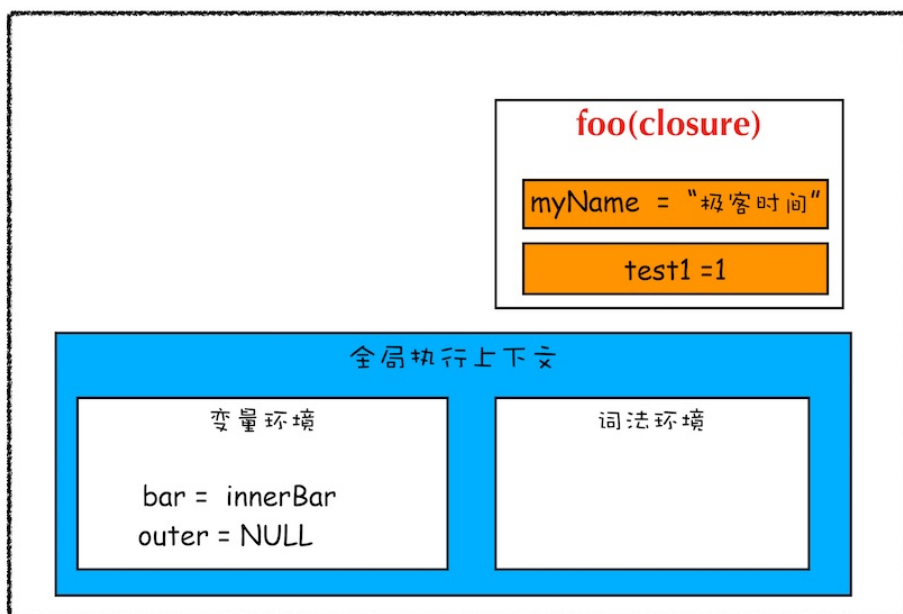 foo(closure)
myName = “极客时间”
test1 =1
全局执行上下文
变量环境
bar = innerBar
outer = NULL
词法环境